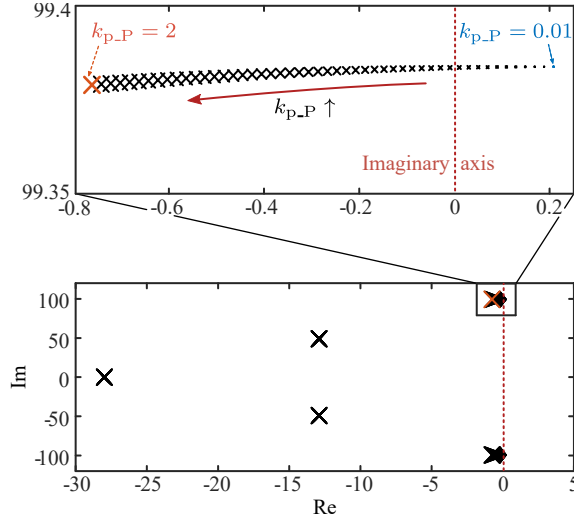 99.4
k_{p_P} = 2
k_{p_P} = 0.01
k_{p_P} ↑
Imaginary axis
99.35
-0.8 -0.6 -0.4 -0.2 0 0.2
100
50
0
-50
-100
Im
-30 -25 -20 -15 -10 -5 0 5
Re